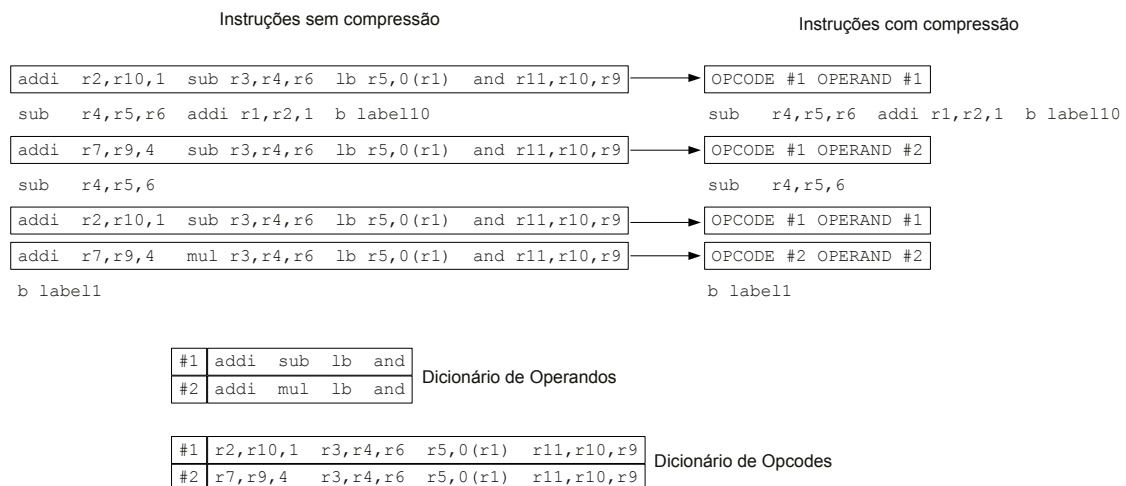 Instruções sem compressão
Instruções com compressão
addi r2,r10,1 sub r3,r4,r6 lb r5,0(r1) and r11,r10,r9 OPCODE #1 OPERAND #1
sub r4,r5,r6 addi r1,r2,1 b label10 sub r4,r5,r6 addi r1,r2,1 b label10
addi r7,r9,4 sub r3,r4,r6 lb r5,0(r1) and r11,r10,r9 OPCODE #1 OPERAND #2
sub r4,r5,6 sub r4,r5,6
addi r2,r10,1 sub r3,r4,r6 lb r5,0(r1) and r11,r10,r9 OPCODE #1 OPERAND #1
addi r7,r9,4 mul r3,r4,r6 lb r5,0(r1) and r11,r10,r9 OPCODE #2 OPERAND #2
b label1 b label1
#1 addi sub lb and
#2 addi mul lb and
Dicionário de Operandos
#1 r2,r10,1 r3,r4,r6 r5,0(r1) r11,r10,r9
#2 r7,r9,4 r3,r4,r6 r5,0(r1) r11,r10,r9
Dicionário de Opcodes